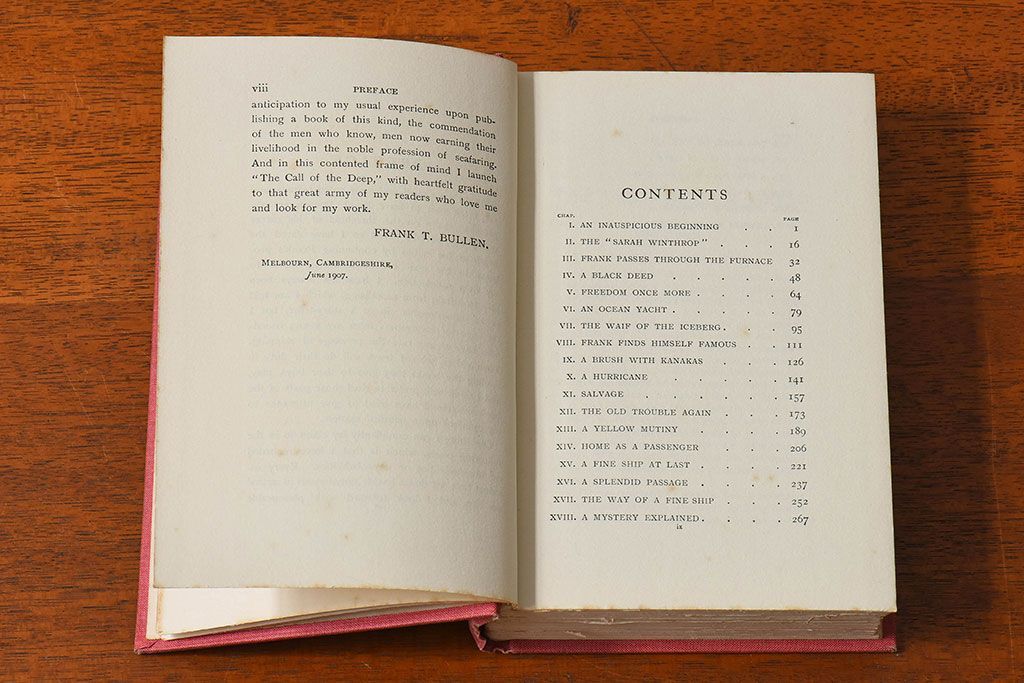 viii PREFACE
anticipation to my usual experience upon pub-
lishing a book of this kind, the commendation
of the men who know, men now earning their
livelihood in the noble profession of seafaring.
And in this contented frame of mind I launch
"The Call of the Deep," with heartfelt gratitude
to that great army of my readers who love me
and look for my work.
FRANK T. BULLEN.
MELBOURN, CAMBRIDGESHIRE,
June 1907.
CONTENTS
CHAP. PAGE
I. AN INAUSPICIOUS BEGINNING . . 1
II. THE "SARAH WINTHROP" . . . 16
III. FRANK PASSES THROUGH THE FURNACE 32
IV. A BLACK DEED . . . . . 48
V. FREEDOM ONCE MORE . . . . 64
VI. AN OCEAN YACHT . . . . . 79
VII. THE WAIF OF THE ICEBERG . . . 95
VIII. FRANK FINDS HIMSELF FAMOUS . . 111
IX. A BRUSH WITH KANAKAS . . . 126
X. A HURRICANE . . . . . 141
XI. SALVAGE . . . . . . 157
XII. THE OLD TROUBLE AGAIN . . . 173
XIII. A YELLOW MUTINY . . . . 189
XIV. HOME AS A PASSENGER . . . 206
XV. A FINE SHIP AT LAST . . . . 221
XVI. A SPLENDID PASSAGE . . . . 237
XVII. THE WAY OF A FINE SHIP . . . 252
XVIII. A MYSTERY EXPLAINED . . . . 267
ix